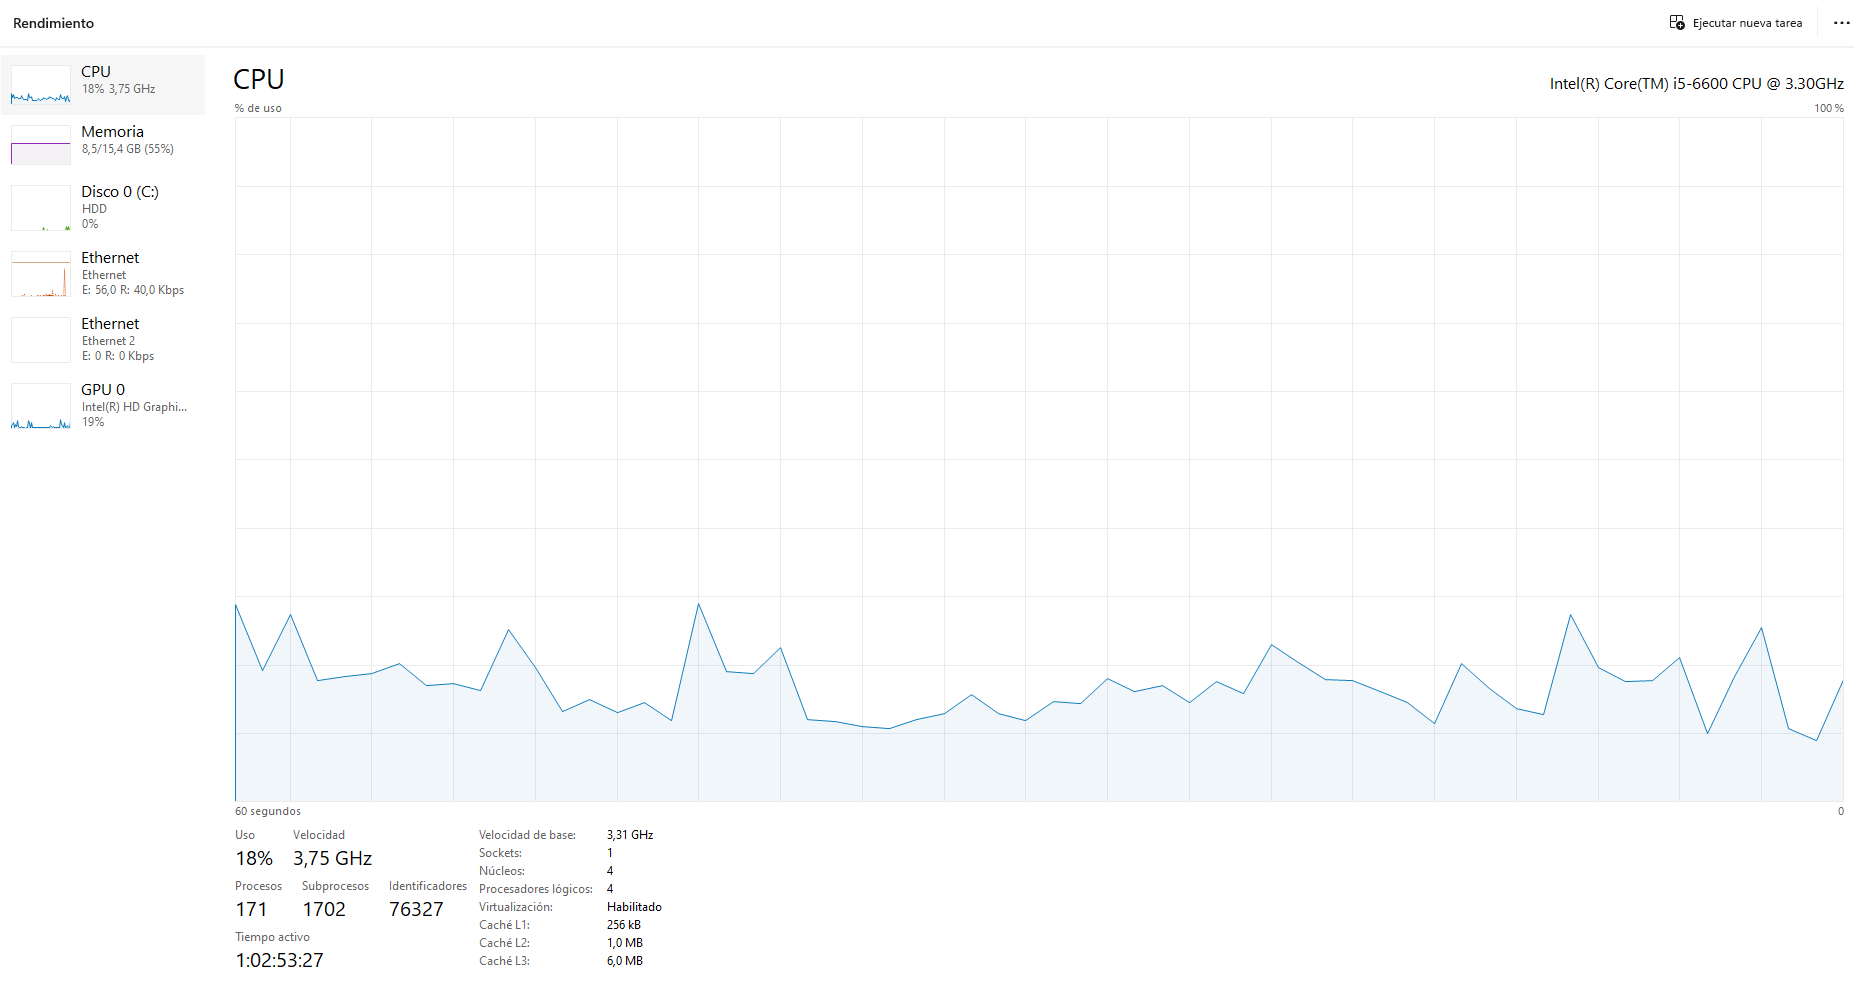 Rendimiento
Ejecutar nueva tarea
CPU
18% 3,75 GHz
Memoria
8,5/15,4 GB (55%)
Disco 0 (C:)
HDD
0%
Ethernet
Ethernet
E: 56,0 R: 40,0 Kbps
Ethernet
Ethernet 2
E: 0 R: 0 Kbps
GPU 0
Intel(R) HD Graphi...
19%
CPU
Intel(R) Core(TM) i5-6600 CPU @ 3.30GHz
% de uso
100 %
60 segundos
0
Uso
Velocidad
18%
3,75 GHz
Procesos
Subprocesos
Identificadores
171
1702
76327
Tiempo activo
1:02:53:27
Velocidad de base: 3,31 GHz
Sockets: 1
Núcleos: 4
Procesadores lógicos: 4
Virtualización: Habilitado
Caché L1: 256 kB
Caché L2: 1,0 MB
Caché L3: 6,0 MB